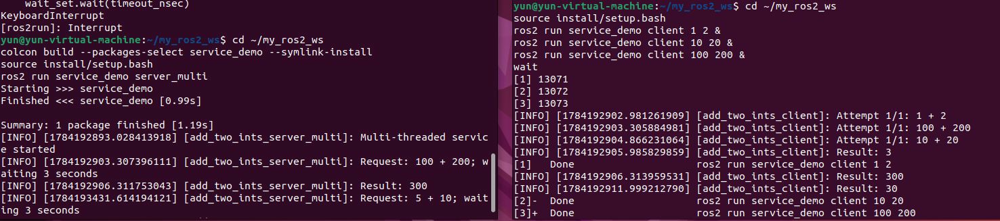 wait_set.wait(timeout_nsec)
KeyboardInterrupt
[ros2run]: Interrupt
yun@yun-virtual-machine:~/my_ros2_ws$ cd ~/my_ros2_ws
colcon build --packages-select service_demo --symlink-install
source install/setup.bash
ros2 run service_demo server_multi
Starting >>> service_demo
Finished <<< service_demo [0.99s]
Summary: 1 package finished [1.19s]
[INFO] [1784192893.028413918] [add_two_ints_server_multi]: Multi-threaded servic
e started
[INFO] [1784192903.307396111] [add_two_ints_server_multi]: Request: 100 + 200; w
aiting 3 seconds
[INFO] [1784192906.311753043] [add_two_ints_server_multi]: Result: 300
[INFO] [1784193431.614194121] [add_two_ints_server_multi]: Request: 5 + 10; wait
ing 3 seconds
yun@yun-virtual-machine:~/my_ros2_ws$ cd ~/my_ros2_ws
source install/setup.bash
ros2 run service_demo client 1 2 &
ros2 run service_demo client 10 20 &
ros2 run service_demo client 100 200 &
wait
[1] 13071
[2] 13072
[3] 13073
[INFO] [1784192902.981261909] [add_two_ints_client]: Attempt 1/1: 1 + 2
[INFO] [1784192903.305884981] [add_two_ints_client]: Attempt 1/1: 100 + 200
[INFO] [1784192904.866231064] [add_two_ints_client]: Attempt 1/1: 10 + 20
[INFO] [1784192905.985829859] [add_two_ints_client]: Result: 3
[1]   Done                    ros2 run service_demo client 1 2
[INFO] [1784192906.313959531] [add_two_ints_client]: Result: 300
[INFO] [1784192911.999212790] [add_two_ints_client]: Result: 30
[2]-  Done                    ros2 run service_demo client 10 20
[3]+  Done                    ros2 run service_demo client 100 200